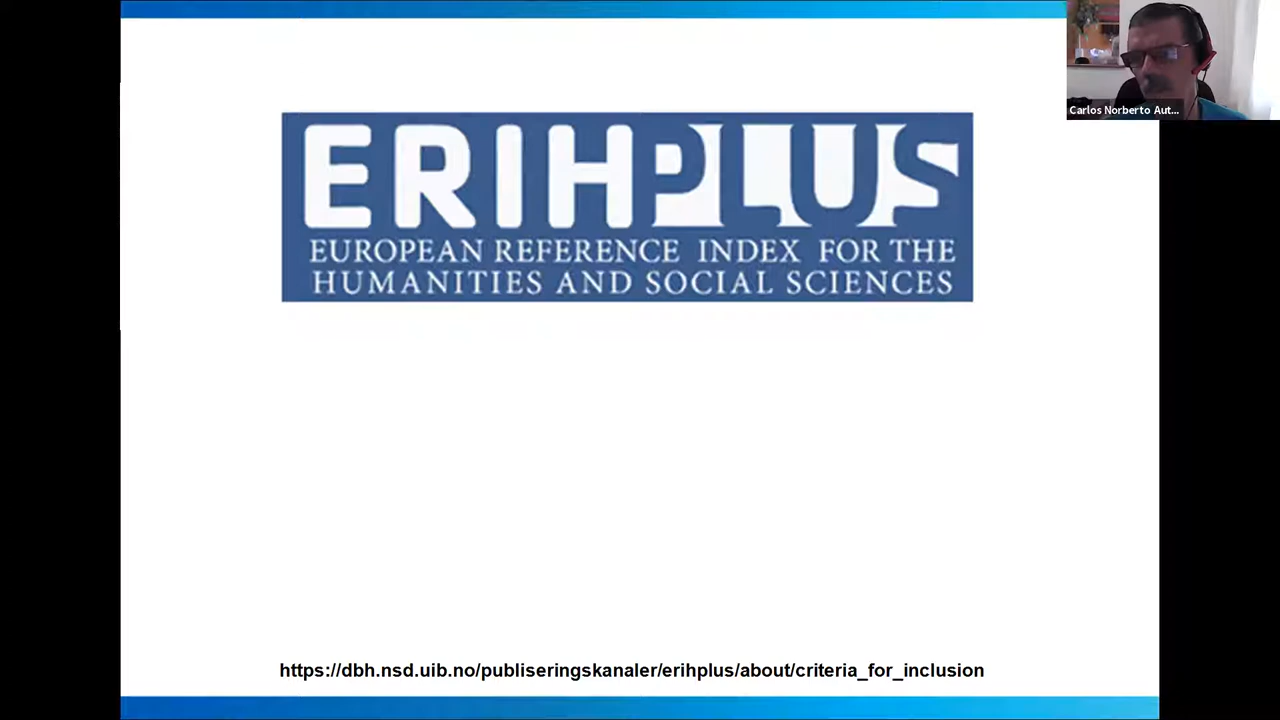 Carlos Norberto Aut...
ERIHPLUS
EUROPEAN REFERENCE INDEX FOR THE
HUMANITIES AND SOCIAL SCIENCES
https://dbh.nsd.uib.no/publiseringskanaler/erihplus/about/criteria_for_inclusion